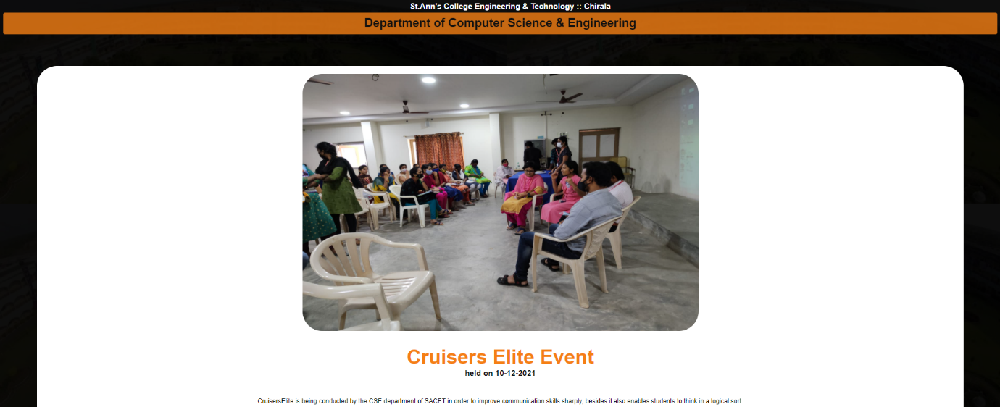 St.Ann's College Engineering & Technology :: Chirala
Department of Computer Science & Engineering
Cruisers Elite Event
held on 10-12-2021
CruisersElite is being conducted by the CSE department of SACET in order to improve communication skills sharply, besides it also enables students to think in a logical sort.